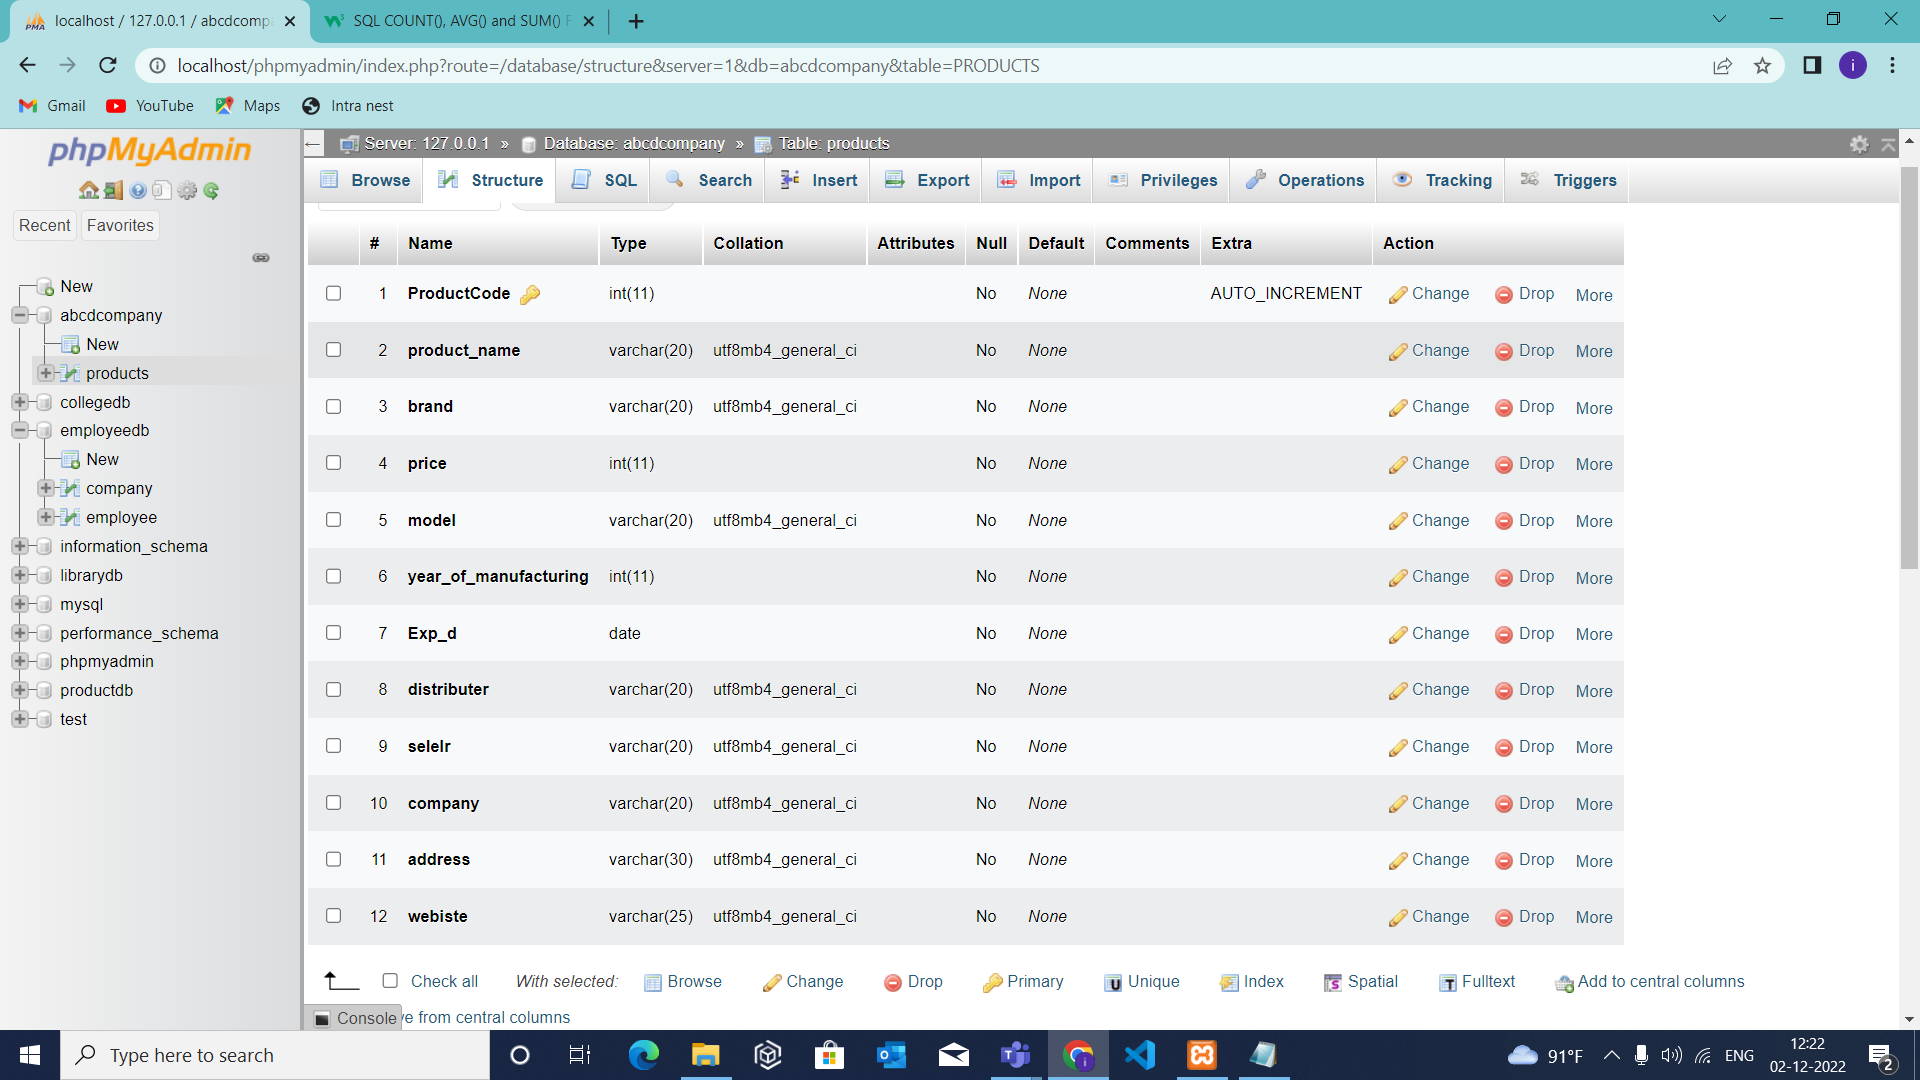 localhost / 127.0.0.1 / abcdcomp
SQL COUNT(), AVG() and SUM() F
localhost/phpmyadmin/index.php?route=/database/structure&server=1&db=abcdcompany&table=PRODUCTS
i
Gmail YouTube Maps Intra nest
phpMyAdmin
Recent Favorites
New
abcdcompany
New
products
collegedb
employeedb
New
company
employee
information_schema
librarydb
mysql
performance_schema
phpmyadmin
productdb
test
Server: 127.0.0.1 » Database: abcdcompany » Table: products
Browse Structure SQL Search Insert Export Import Privileges Operations Tracking Triggers
# Name Type Collation Attributes Null Default Comments Extra Action
1 ProductCode int(11) No None AUTO_INCREMENT Change Drop More
2 product_name varchar(20) utf8mb4_general_ci No None Change Drop More
3 brand varchar(20) utf8mb4_general_ci No None Change Drop More
4 price int(11) No None Change Drop More
5 model varchar(20) utf8mb4_general_ci No None Change Drop More
6 year_of_manufacturing int(11) No None Change Drop More
7 Exp_d date No None Change Drop More
8 distributer varchar(20) utf8mb4_general_ci No None Change Drop More
9 selelr varchar(20) utf8mb4_general_ci No None Change Drop More
10 company varchar(20) utf8mb4_general_ci No None Change Drop More
11 address varchar(30) utf8mb4_general_ci No None Change Drop More
12 webiste varchar(25) utf8mb4_general_ci No None Change Drop More
Check all With selected: Browse Change Drop Primary Unique Index Spatial Fulltext Add to central columns
Console ve from central columns
Type here to search
91°F ENG
12:22
02-12-2022
2